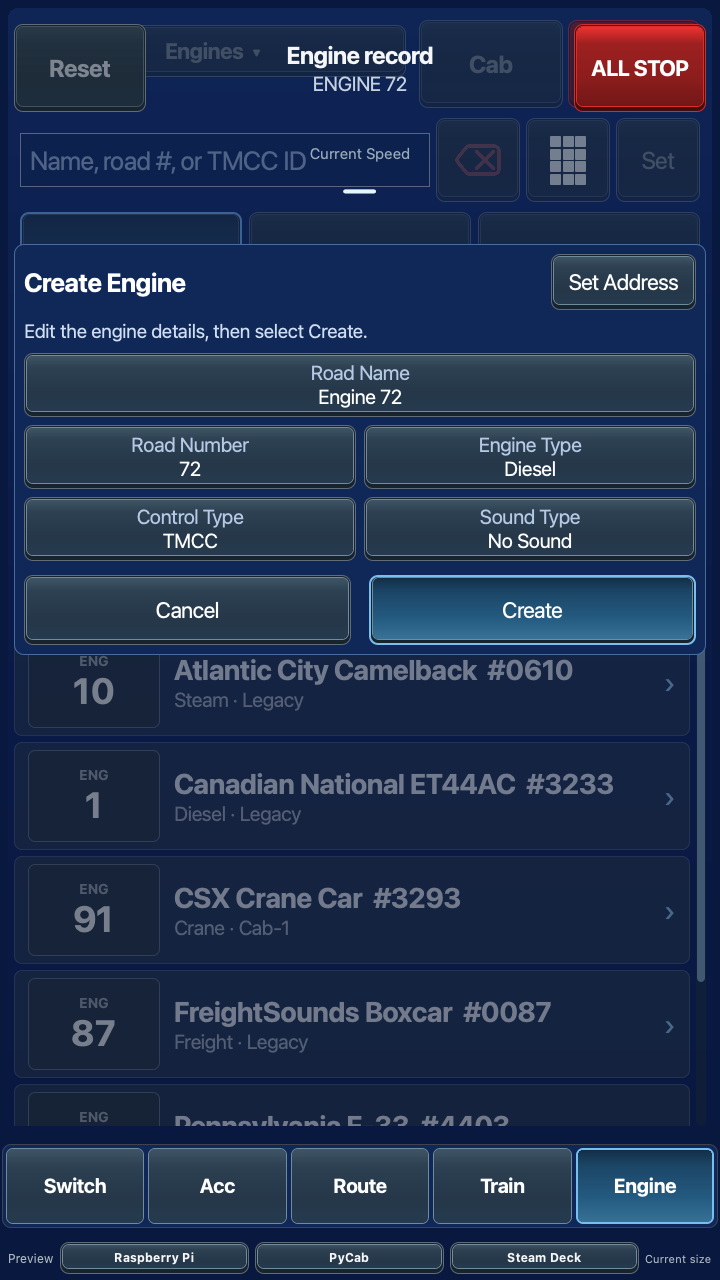 Reset
Engines ▾
Engine record
ENGINE 72
Cab
ALL STOP
Name, road #, or TMCC ID
Current Speed
Set
Create Engine
Set Address
Edit the engine details, then select Create.
Road Name
Engine 72
Road Number
72
Engine Type
Diesel
Control Type
TMCC
Sound Type
No Sound
Cancel
Create
ENG
10
Atlantic City Camelback #0610
Steam · Legacy
ENG
1
Canadian National ET44AC #3233
Diesel · Legacy
ENG
91
CSX Crane Car #3293
Crane · Cab-1
ENG
87
FreightSounds Boxcar #0087
Freight · Legacy
ENG
Pennsylvania E-33 #4403
Switch
Acc
Route
Train
Engine
Preview
Raspberry Pi
PyCab
Steam Deck
Current size